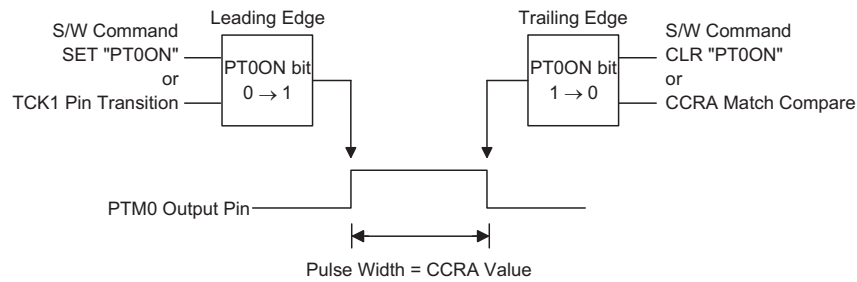 Leading Edge
S/W Command
SET "PT0ON"
or
TCK1 Pin Transition
PT0ON bit
0 → 1
Trailing Edge
PT0ON bit
1 → 0
S/W Command
CLR "PT0ON"
or
CCRA Match Compare
PTM0 Output Pin
Pulse Width = CCRA Value